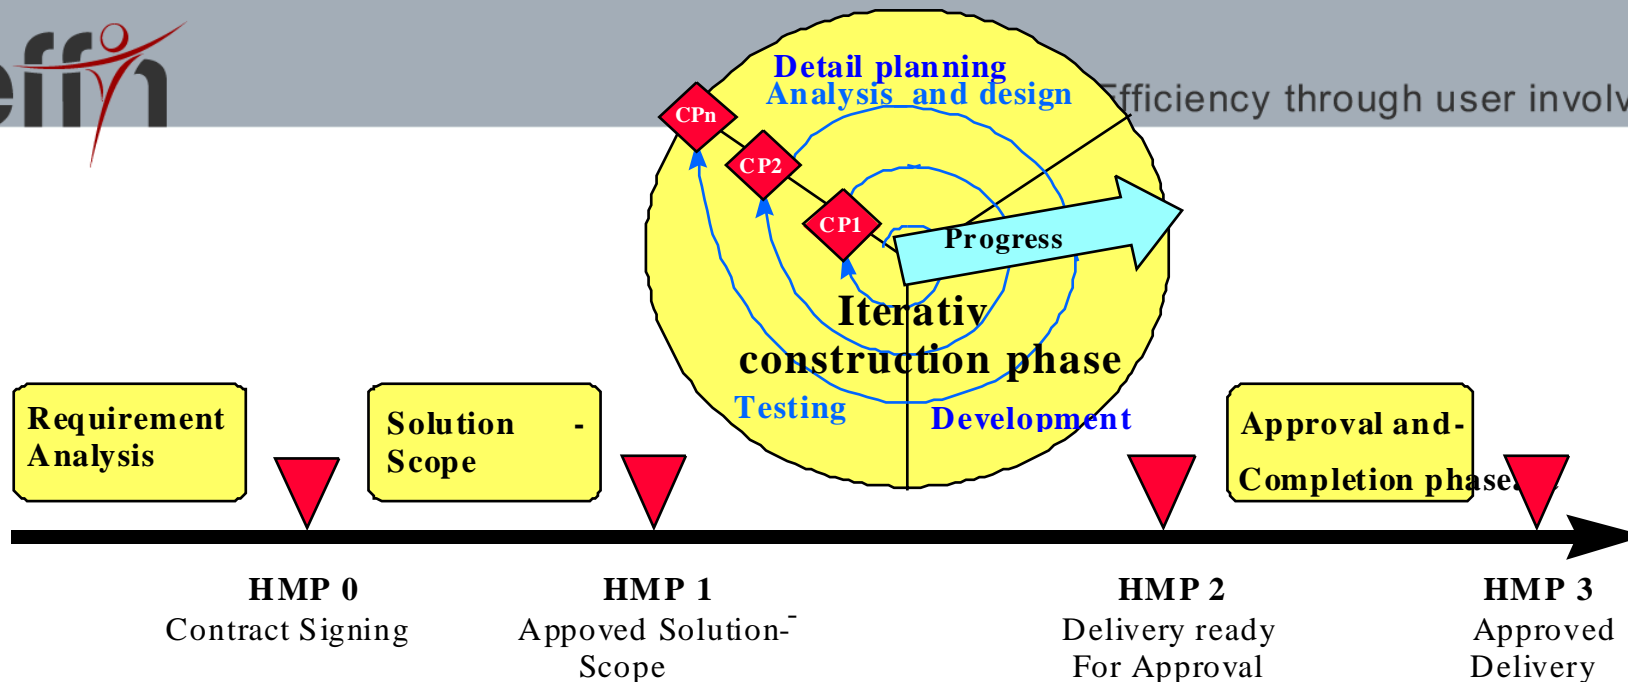 effin
Efficiency through user involv
Detail planning
Analysis and design
CPn
CP2
CP1
Progress
Iterativ
construction phase
Testing
Development
Requirement
Analysis
Solution -
Scope
Approval and-
Completion phase.
HMP 0
Contract Signing
HMP 1
Appoved Solution-
Scope
HMP 2
Delivery ready
For Approval
HMP 3
Approved
Delivery